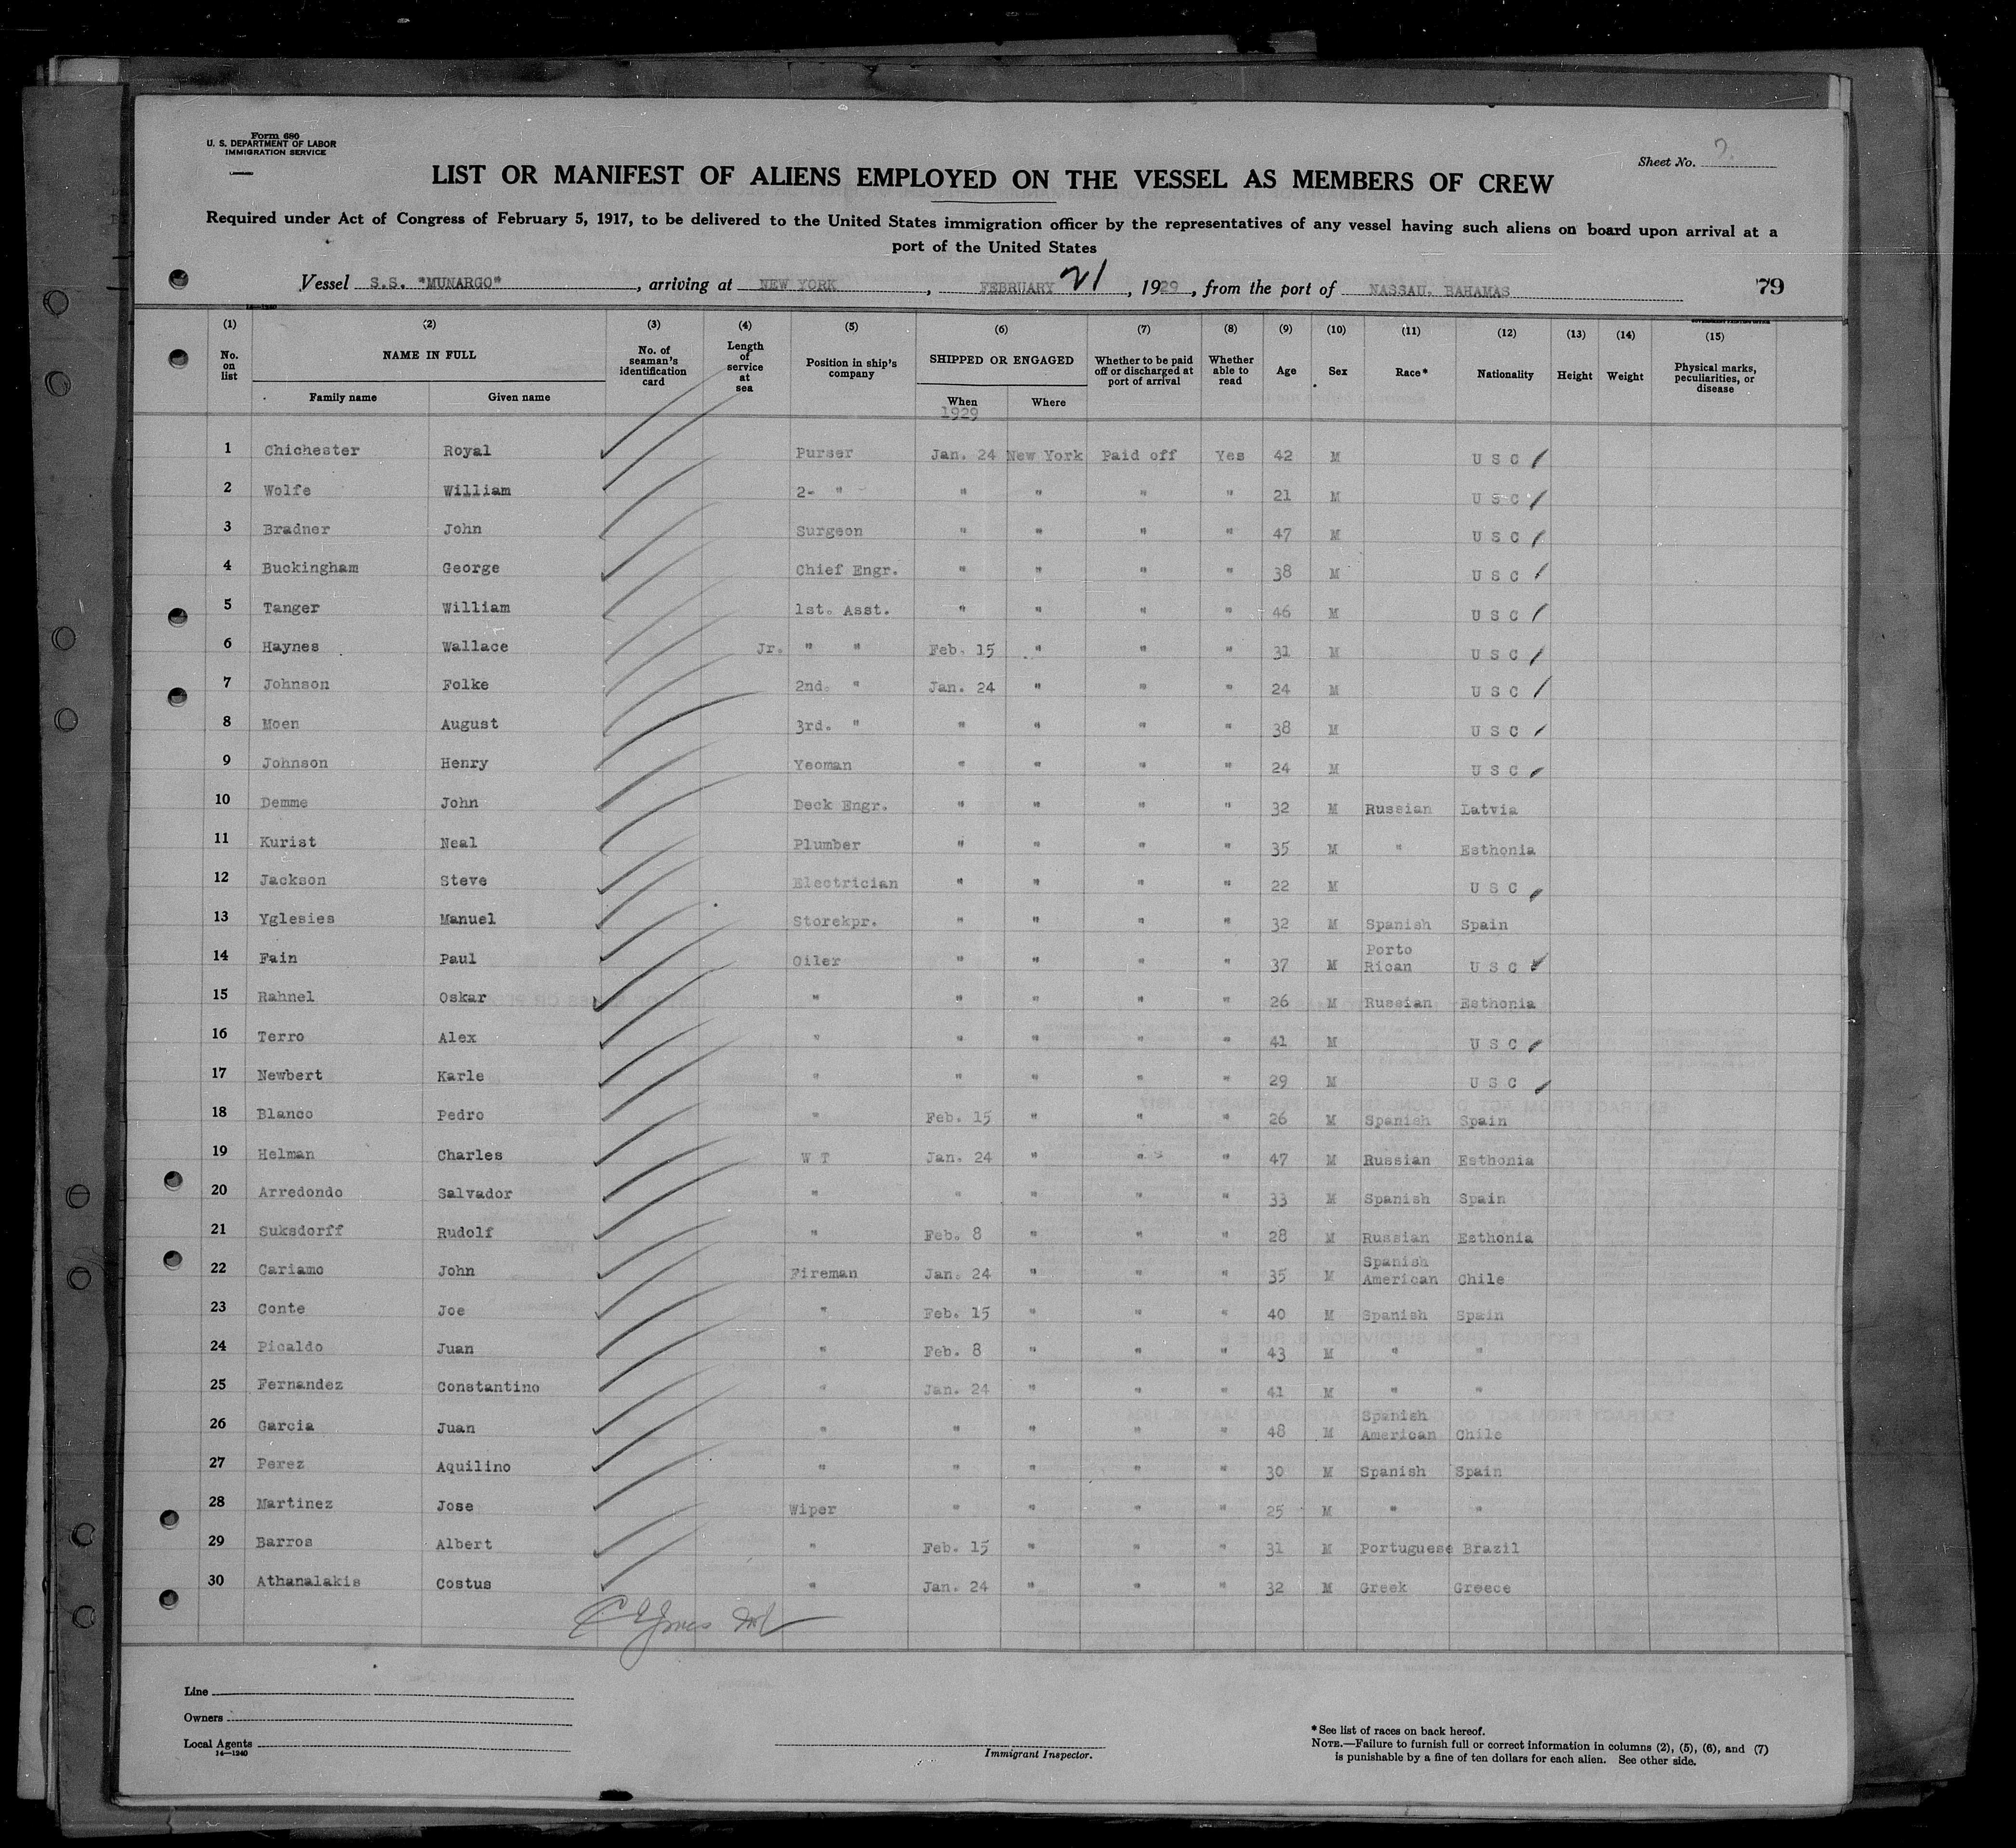 Form 680
U. S. DEPARTMENT OF LABOR
IMMIGRATION SERVICE
Sheet No.
LIST OR MANIFEST OF ALIENS EMPLOYED ON THE VESSEL AS MEMBERS OF CREW
Required under Act of Congress of February 5, 1917, to be delivered to the United States immigration officer by the representatives of any vessel having such aliens on board upon arrival at a
port of the United States
Vessel S.S. "MUNARGO", arriving at NEW YORK, FEBRUARY 21, 1929, from the port of NASSAU, BAHAMAS 79
(1) (2) (3) (4) (5) (6) (7) (8) (9) (10) (11) (12) (13) (14) (15)
No. on list NAME IN FULL Family name Given name No. of seaman's identification card Length of service at sea Position in ship's company SHIPPED OR ENGAGED When Where Whether to be paid off or discharged at port of arrival Whether able to read Age Sex Race* Nationality Height Weight Physical marks, peculiarities, or disease
1929
1 Chichester Royal Purser Jan. 24 New York Paid off Yes 42 M U S C
2 Wolfe William 2- " " " " " 21 M U S C
3 Bradner John Surgeon " " " " 47 M U S C
4 Buckingham George Chief Engr. " " " " 38 M U S C
5 Tanger William 1st. Asst. " " " " 46 M U S C
6 Haynes Wallace Jr. " " Feb. 15 " " " 31 M U S C
7 Johnson Folke 2nd. " Jan. 24 " " " 24 M U S C
8 Moen August 3rd. " " " " " 38 M U S C
9 Johnson Henry Yeoman " " " " 24 M U S C
10 Demme John Deck Engr. " " " " 32 M Russian Latvia
11 Kurist Neal Plumber " " " " 35 M " Esthonia
12 Jackson Steve Electrician " " " " 22 M U S C
13 Yglesies Manuel Storekpr. " " " " 32 M Spanish Spain
14 Fain Paul Oiler " " " " 37 M Porto Rican U S C
15 Rahnel Oskar " " " " " 26 M Russian Esthonia
16 Terro Alex " " " " " 41 M U S C
17 Newbert Karle " " " " " 29 M U S C
18 Blanco Pedro " Feb. 15 " " " 26 M Spanish Spain
19 Helman Charles W T Jan. 24 " " " 47 M Russian Esthonia
20 Arredondo Salvador " " " " " 33 M Spanish Spain
21 Suksdorff Rudolf " Feb. 8 " " " 28 M Russian Esthonia
22 Cariamo John Fireman Jan. 24 " " " 35 M Spanish American Chile
23 Conte Joe " Feb. 15 " " " 40 M Spanish Spain
24 Picaldo Juan " Feb. 8 " " " 43 M " "
25 Fernandez Constantino " Jan. 24 " " " 41 M " "
26 Garcia Juan " " " " " 48 M Spanish American Chile
27 Perez Aquilino " " " " " 30 M Spanish Spain
28 Martinez Jose Wiper " " " " 25 M " "
29 Barros Albert " Feb. 15 " " " 31 M Portuguese Brazil
30 Athanalakis Costus " Jan. 24 " " " 32 M Greek Greece
Line
Owners
Local Agents
14—1240
Immigrant Inspector.
*See list of races on back hereof.
NOTE.—Failure to furnish full or correct information in columns (2), (5), (6), and (7)
is punishable by a fine of ten dollars for each alien. See other side.